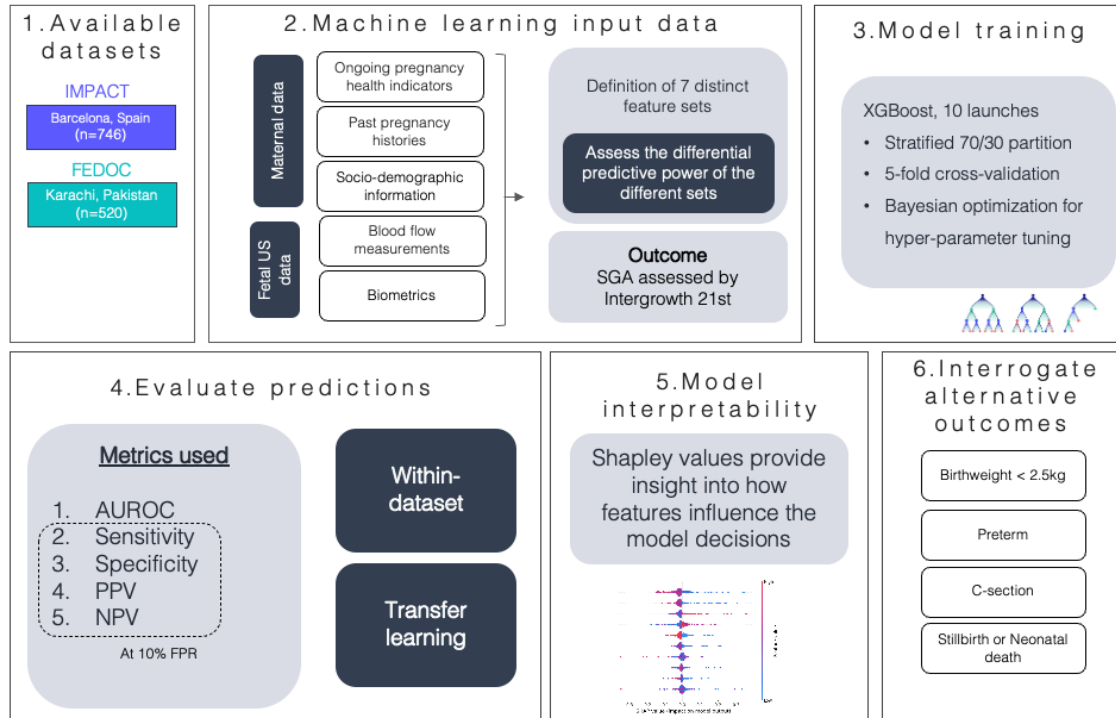 1.Available
datasets
IMPACT
Barcelona, Spain
(n=746)
FEDOC
Karachi, Pakistan
(n=520)
2.Machine learning input data
Maternal data
Ongoing pregnancy
health indicators
Past pregnancy
histories
Socio-demographic
information
Fetal US
data
Blood flow
measurements
Biometrics
Definition of 7 distinct
feature sets
Assess the differential
predictive power of the
different sets
Outcome
SGA assessed by
Intergrowth 21st
3.Model training
XGBoost, 10 launches
• Stratified 70/30 partition
• 5-fold cross-validation
• Bayesian optimization for
hyper-parameter tuning
4.Evaluate predictions
Metrics used
1. AUROC
2. Sensitivity
3. Specificity
4. PPV
5. NPV
At 10% FPR
Within-
dataset
Transfer
learning
5.Model
interpretability
Shapley values provide
insight into how
features influence the
model decisions
6.Interrogate
alternative
outcomes
Birthweight < 2.5kg
Preterm
C-section
Stillbirth or Neonatal
death